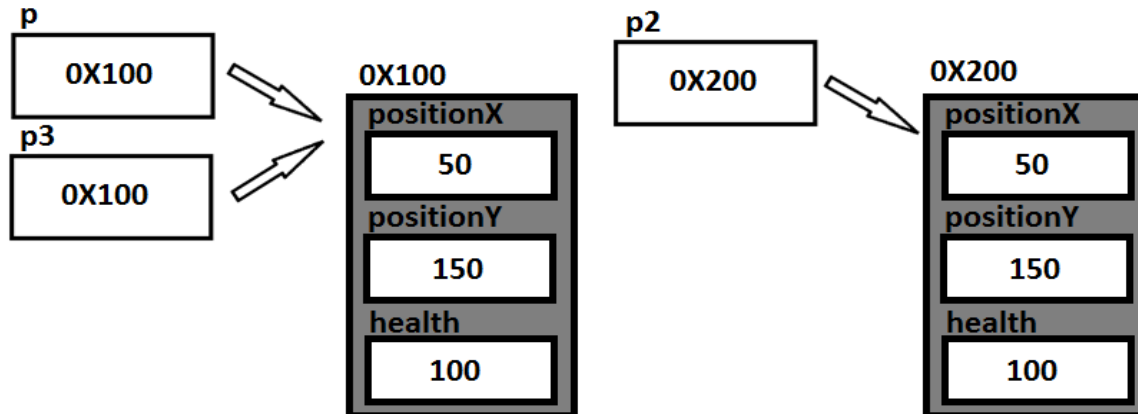 p
0X100
p3
0X100
0X100
positionX
50
positionY
150
health
100
p2
0X200
0X200
positionX
50
positionY
150
health
100